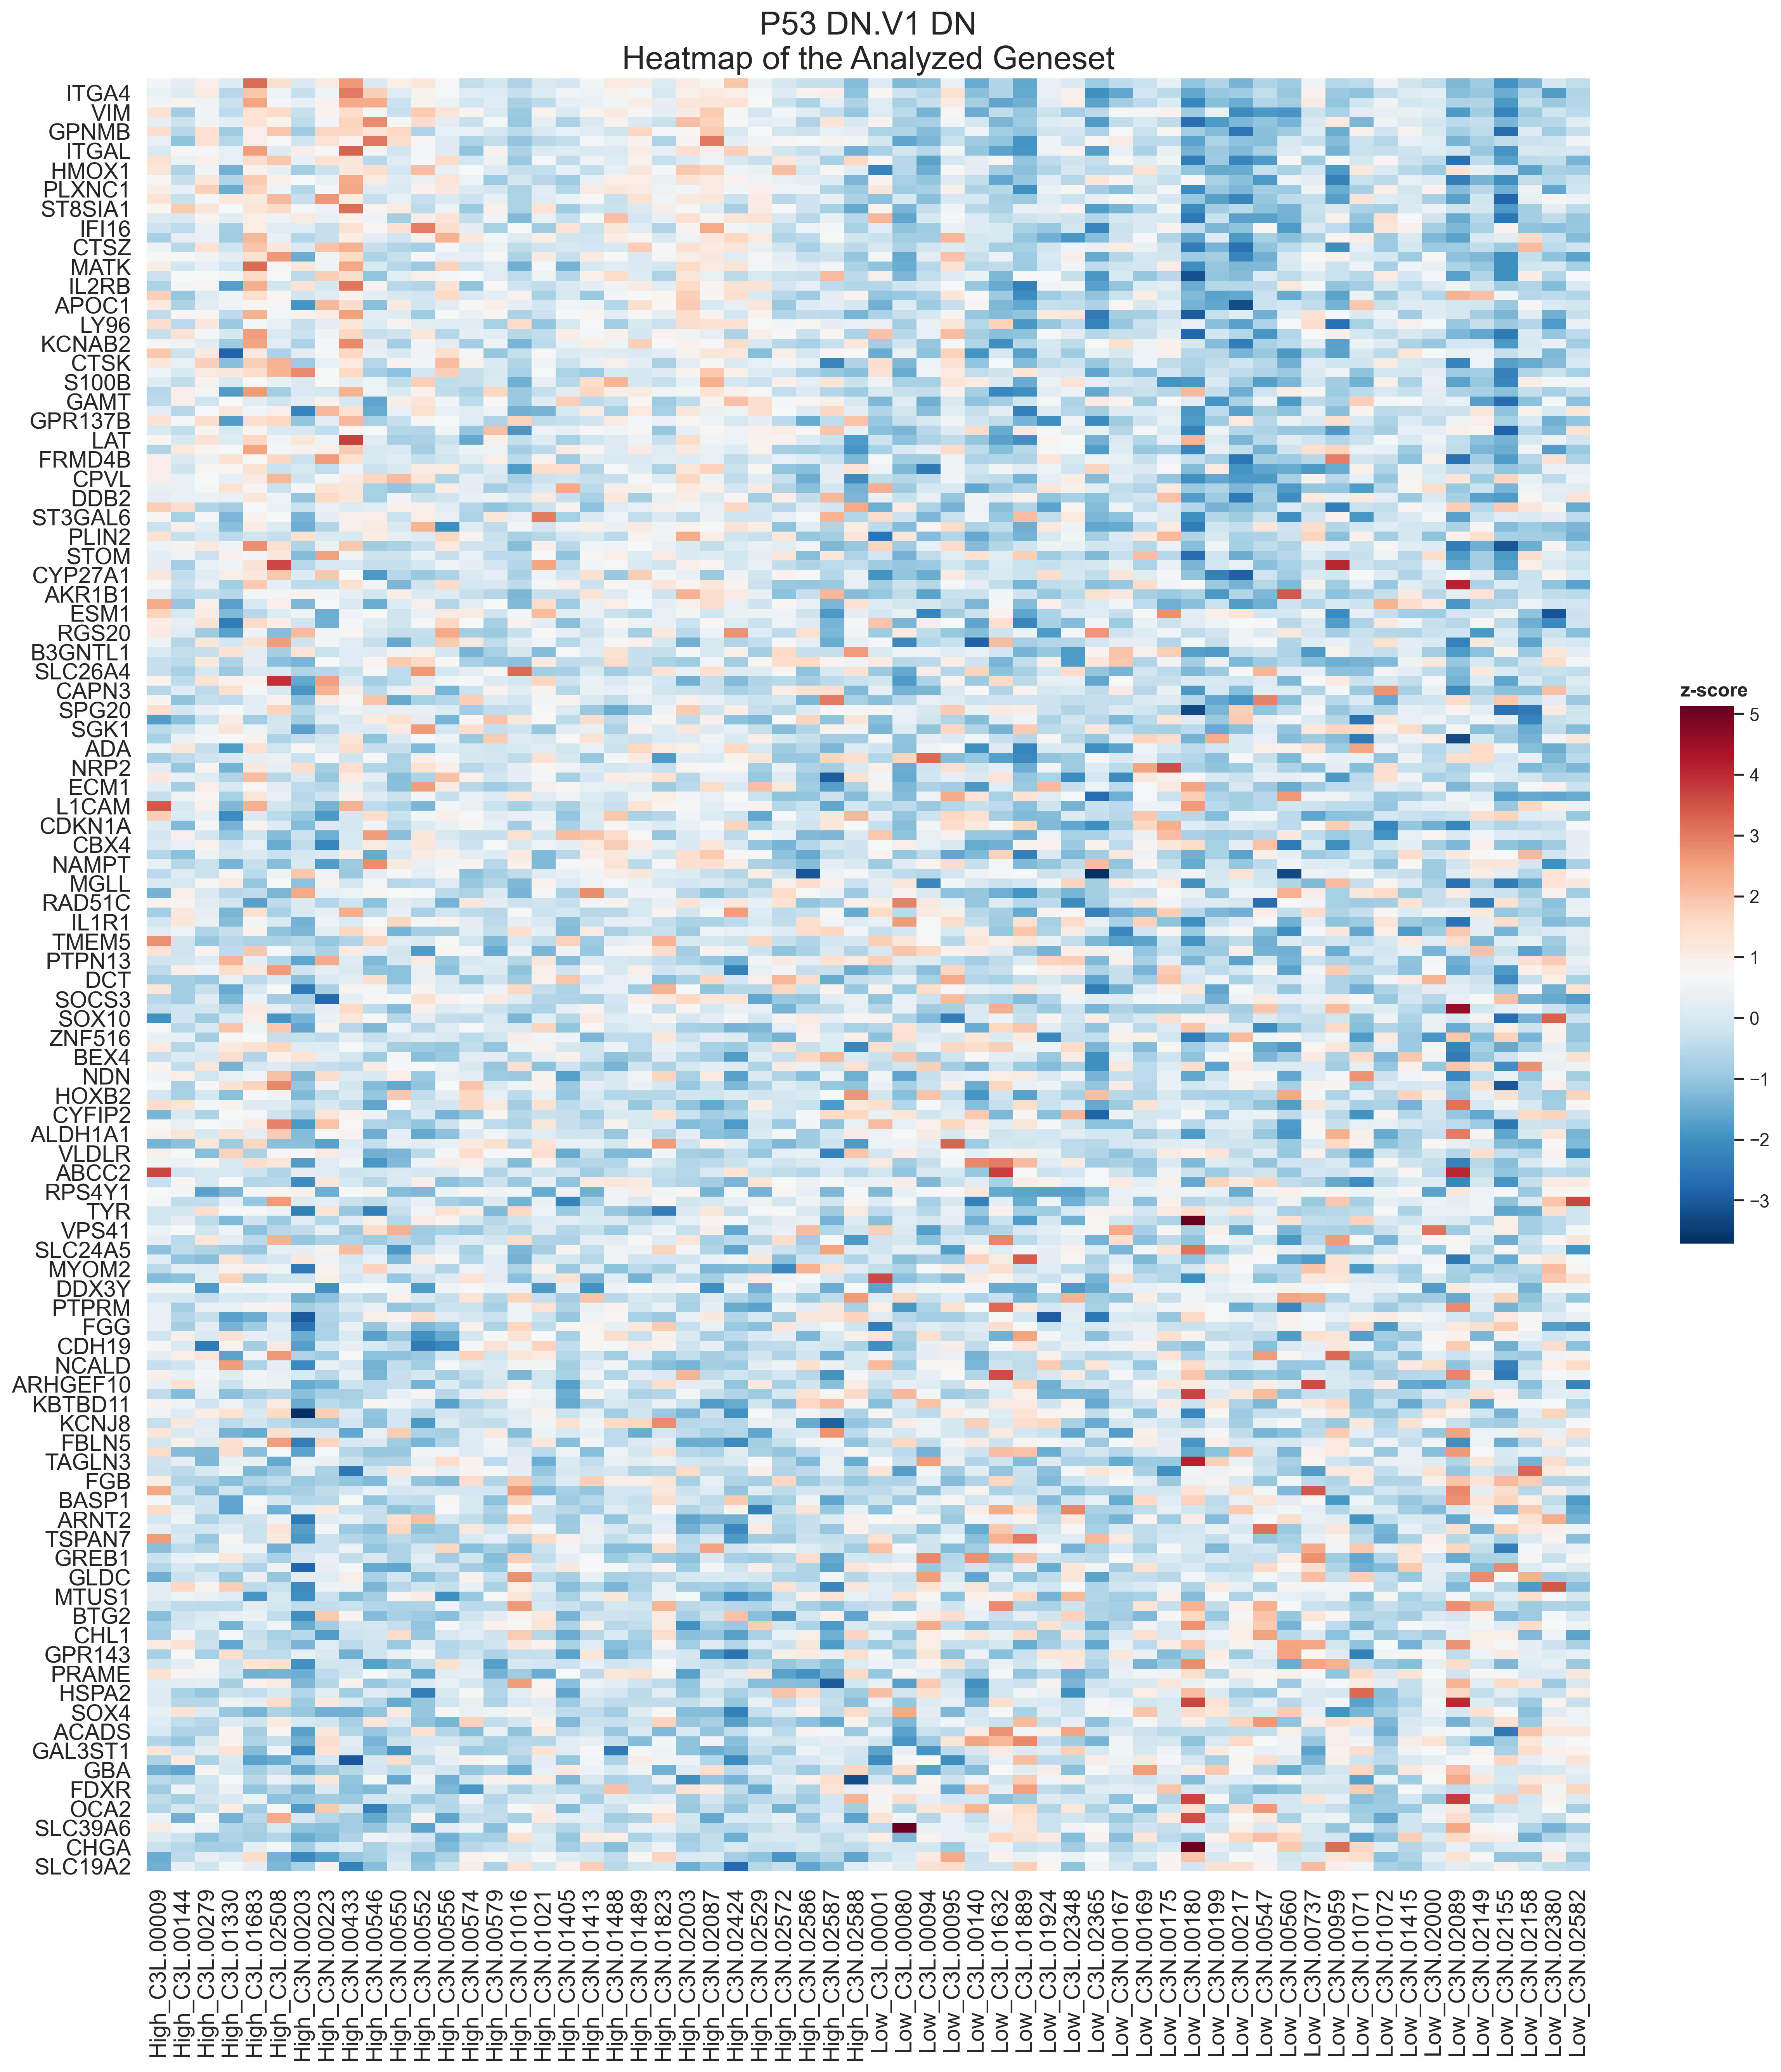 P53 DN.V1 DN
Heatmap of the Analyzed Geneset
ITGA4
VIM
GPNMB
ITGAL
HMOX1
PLXNC1
ST8SIA1
IFI16
CTSZ
MATK
IL2RB
APOC1
LY96
KCNAB2
CTSK
S100B
GAMT
GPR137B
LAT
FRMD4B
CPVL
DDB2
ST3GAL6
PLIN2
STOM
CYP27A1
AKR1B1
ESM1
RGS20
B3GNTL1
SLC26A4
CAPN3
SPG20
SGK1
ADA
NRP2
ECM1
L1CAM
CDKN1A
CBX4
NAMPT
MGLL
RAD51C
IL1R1
TMEM5
PTPN13
DCT
SOCS3
SOX10
ZNF516
BEX4
NDN
HOXB2
CYFIP2
ALDH1A1
VLDLR
ABCC2
RPS4Y1
TYR
VPS41
SLC24A5
MYOM2
DDX3Y
PTPRM
FGG
CDH19
NCALD
ARHGEF10
KBTBD11
KCNJ8
FBLN5
TAGLN3
FGB
BASP1
ARNT2
TSPAN7
GREB1
GLDC
MTUS1
BTG2
CHL1
GPR143
PRAME
HSPA2
SOX4
ACADS
GAL3ST1
GBA
FDXR
OCA2
SLC39A6
CHGA
SLC19A2
High_C3L.00009
High_C3L.00144
High_C3L.00279
High_C3L.01330
High_C3L.01683
High_C3L.02508
High_C3N.00203
High_C3N.00223
High_C3N.00433
High_C3N.00546
High_C3N.00550
High_C3N.00552
High_C3N.00556
High_C3N.00574
High_C3N.00579
High_C3N.01016
High_C3N.01021
High_C3N.01405
High_C3N.01413
High_C3N.01488
High_C3N.01489
High_C3N.01823
High_C3N.02003
High_C3N.02087
High_C3N.02424
High_C3N.02529
High_C3N.02572
High_C3N.02586
High_C3N.02587
High_C3N.02588
Low_C3L.00001
Low_C3L.00080
Low_C3L.00094
Low_C3L.00095
Low_C3L.00140
Low_C3L.01632
Low_C3L.01889
Low_C3L.01924
Low_C3L.02348
Low_C3L.02365
Low_C3N.00167
Low_C3N.00169
Low_C3N.00175
Low_C3N.00180
Low_C3N.00199
Low_C3N.00217
Low_C3N.00547
Low_C3N.00560
Low_C3N.00737
Low_C3N.00959
Low_C3N.01071
Low_C3N.01072
Low_C3N.01415
Low_C3N.02000
Low_C3N.02089
Low_C3N.02149
Low_C3N.02155
Low_C3N.02158
Low_C3N.02380
Low_C3N.02582
z-score
5
4
3
2
1
0
−1
−2
−3